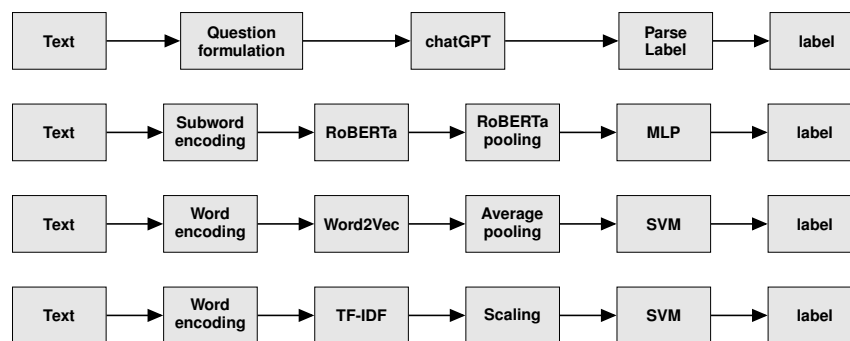 Text
Question
formulation
chatGPT
Parse
Label
label
Text
Subword
encoding
RoBERTa
RoBERTa
pooling
MLP
label
Text
Word
encoding
Word2Vec
Average
pooling
SVM
label
Text
Word
encoding
TF-IDF
Scaling
SVM
label